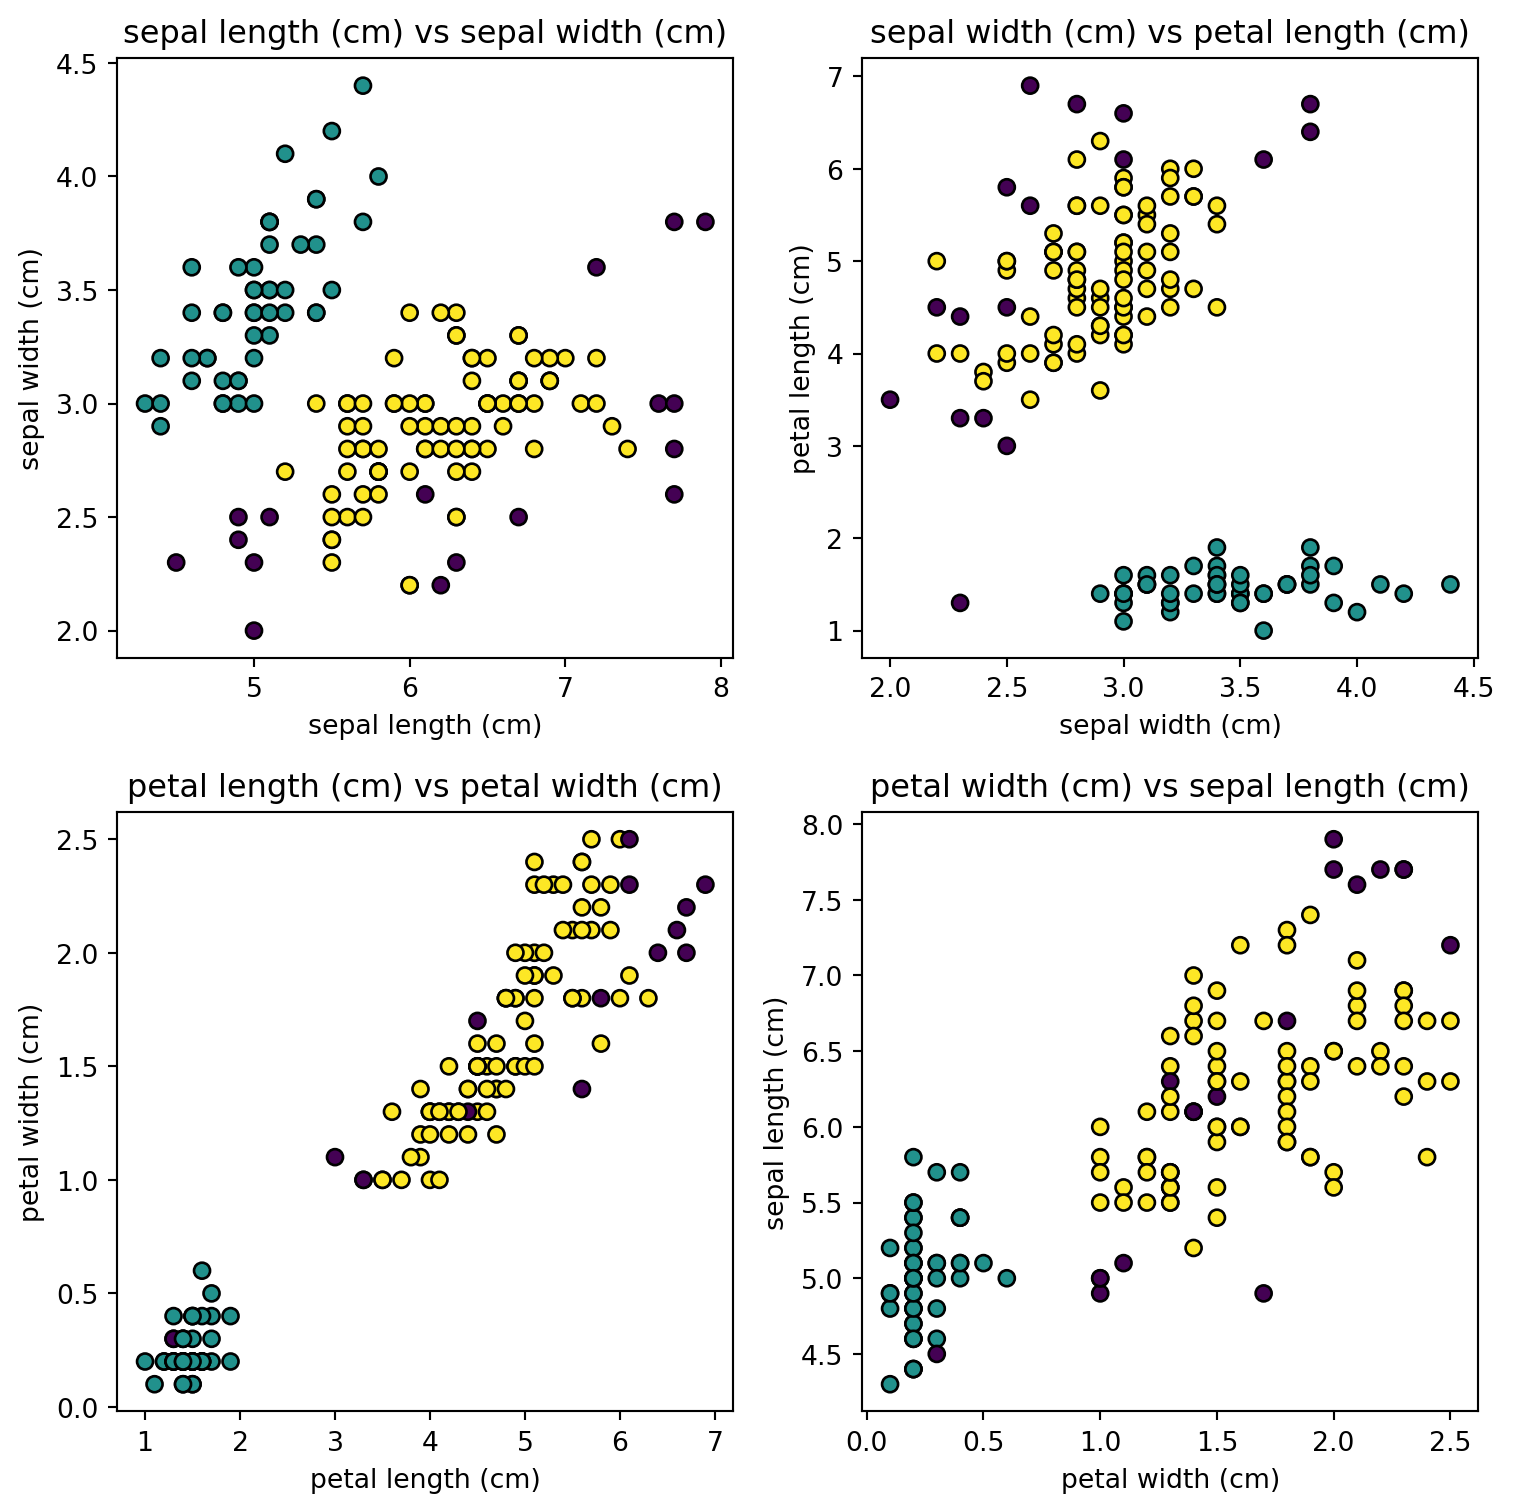 sepal length (cm) vs sepal width (cm)
4.5
4.0
3.5
3.0
2.5
2.0
sepal width (cm)
5 6 7 8
sepal length (cm)
sepal width (cm) vs petal length (cm)
7
6
5
4
3
2
1
petal length (cm)
2.0 2.5 3.0 3.5 4.0 4.5
sepal width (cm)
petal length (cm) vs petal width (cm)
2.5
2.0
1.5
1.0
0.5
0.0
petal width (cm)
1 2 3 4 5 6 7
petal length (cm)
petal width (cm) vs sepal length (cm)
8.0
7.5
7.0
6.5
6.0
5.5
5.0
4.5
sepal length (cm)
0.0 0.5 1.0 1.5 2.0 2.5
petal width (cm)